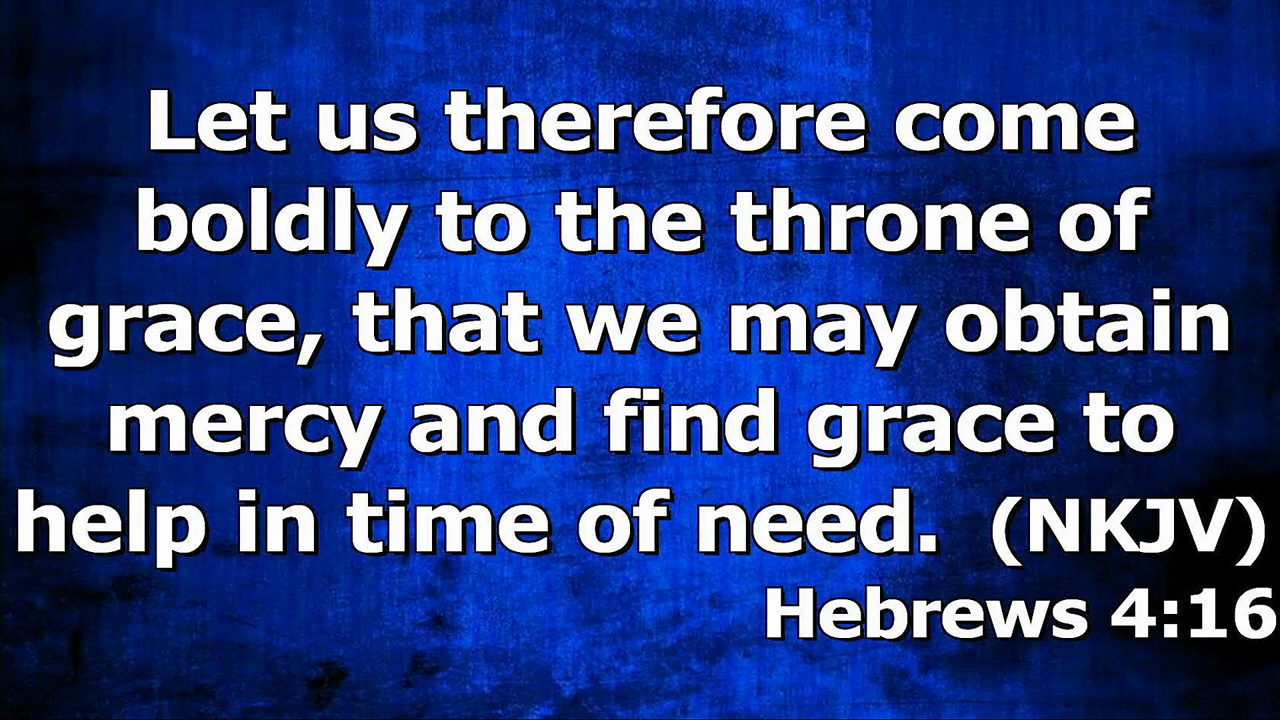 Let us therefore come
boldly to the throne of
grace, that we may obtain
mercy and find grace to
help in time of need.  (NKJV)
Hebrews 4:16